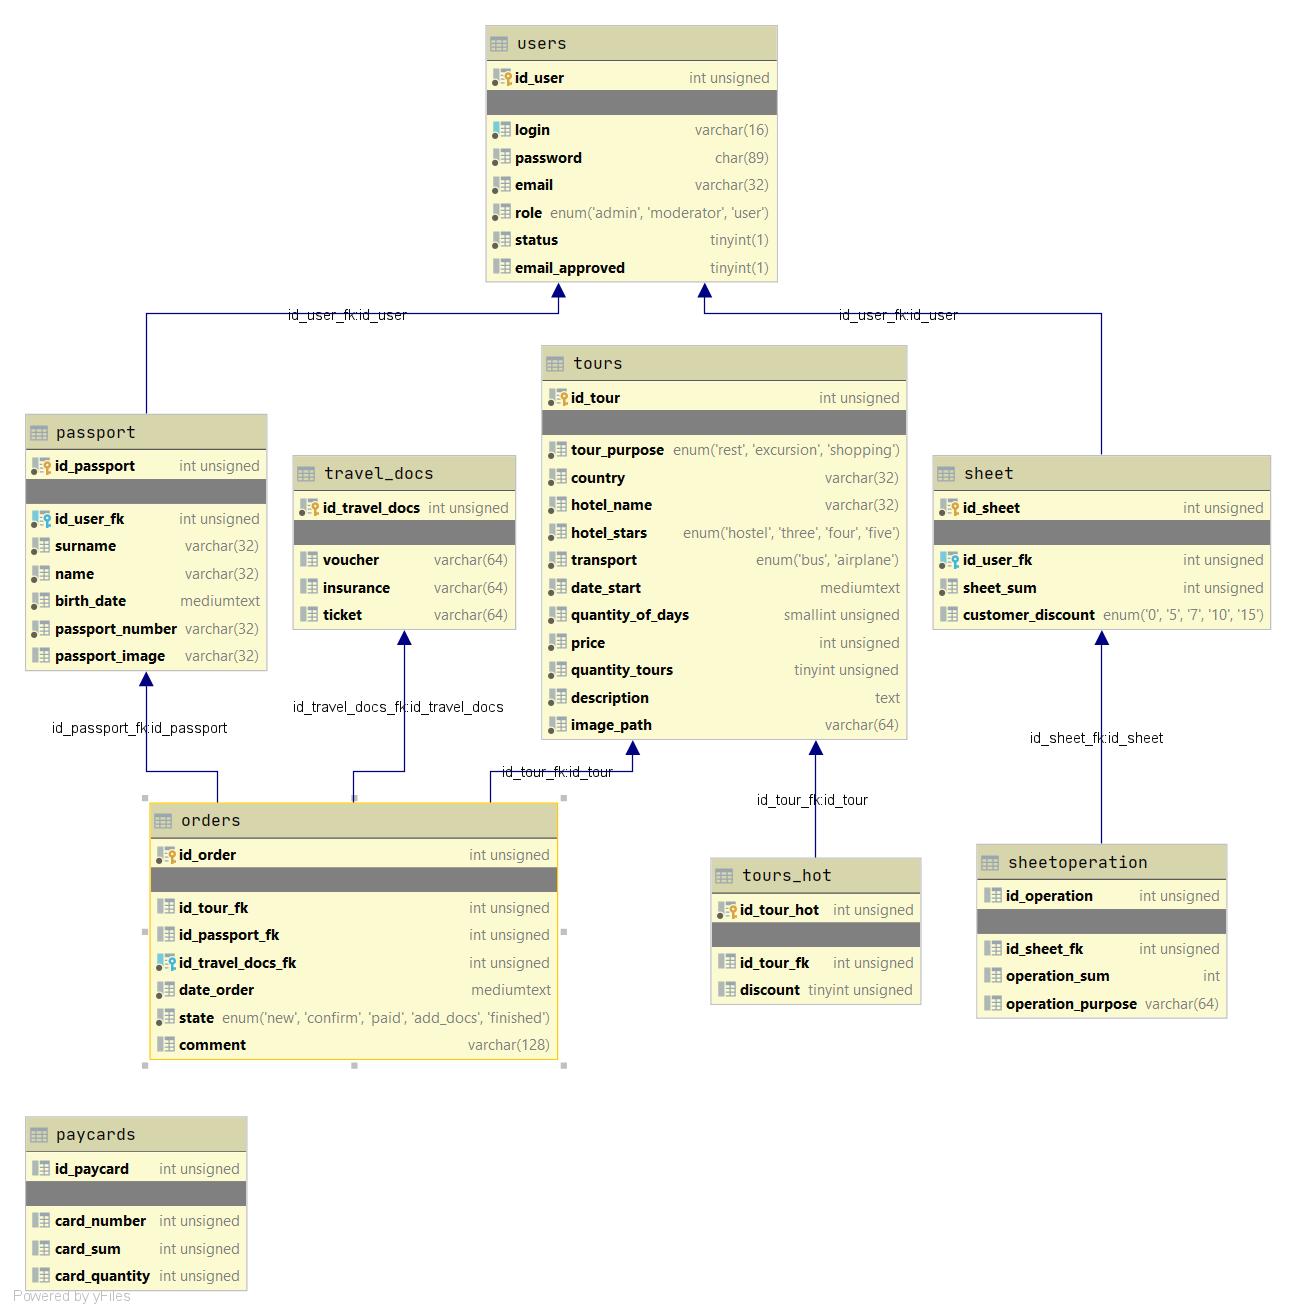 users
id_user int unsigned
login varchar(16)
password char(89)
email varchar(32)
role enum('admin', 'moderator', 'user')
status tinyint(1)
email_approved tinyint(1)
id_user_fk:id_user
id_user_fk:id_user
tours
id_tour int unsigned
tour_purpose enum('rest', 'excursion', 'shopping')
country varchar(32)
hotel_name varchar(32)
hotel_stars enum('hostel', 'three', 'four', 'five')
transport enum('bus', 'airplane')
date_start mediumtext
quantity_of_days smallint unsigned
price int unsigned
quantity_tours tinyint unsigned
description text
image_path varchar(64)
passport
id_passport int unsigned
id_user_fk int unsigned
surname varchar(32)
name varchar(32)
birth_date mediumtext
passport_number varchar(32)
passport_image varchar(32)
travel_docs
id_travel_docs int unsigned
voucher varchar(64)
insurance varchar(64)
ticket varchar(64)
sheet
id_sheet int unsigned
id_user_fk int unsigned
sheet_sum int unsigned
customer_discount enum('0', '5', '7', '10', '15')
id_passport_fk:id_passport
id_travel_docs_fk:id_travel_docs
id_tour_fk:id_tour
id_tour_fk:id_tour
id_sheet_fk:id_sheet
orders
id_order int unsigned
id_tour_fk int unsigned
id_passport_fk int unsigned
id_travel_docs_fk int unsigned
date_order mediumtext
state enum('new', 'confirm', 'paid', 'add_docs', 'finished')
comment varchar(128)
tours_hot
id_tour_hot int unsigned
id_tour_fk int unsigned
discount tinyint unsigned
sheetoperation
id_operation int unsigned
id_sheet_fk int unsigned
operation_sum int
operation_purpose varchar(64)
paycards
id_paycard int unsigned
card_number int unsigned
card_sum int unsigned
card_quantity int unsigned
Powered by yFiles